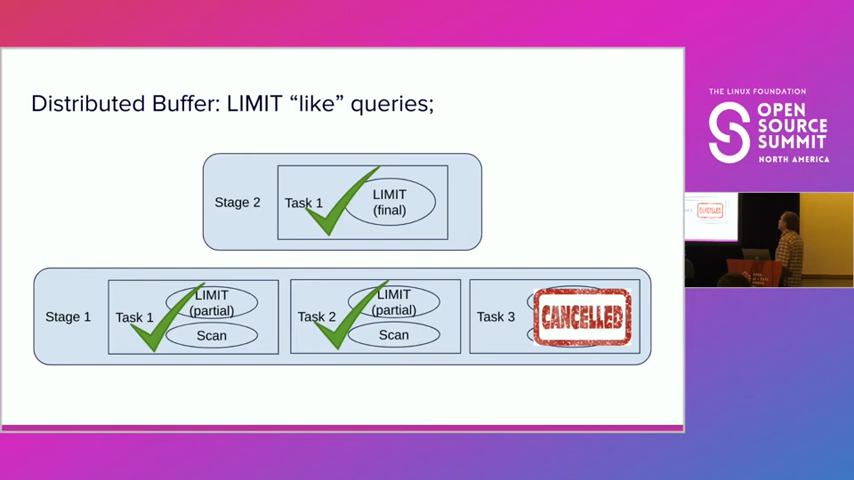 Distributed Buffer: LIMIT “like” queries;
THE LINUX FOUNDATION
OPEN
SOURCE
SUMMIT
NORTH AMERICA
Stage 2
Task 1
LIMIT
(final)
Stage 1
Task 1
LIMIT
(partial)
Scan
Task 2
LIMIT
(partial)
Scan
Task 3
CANCELLED
CANCELLED